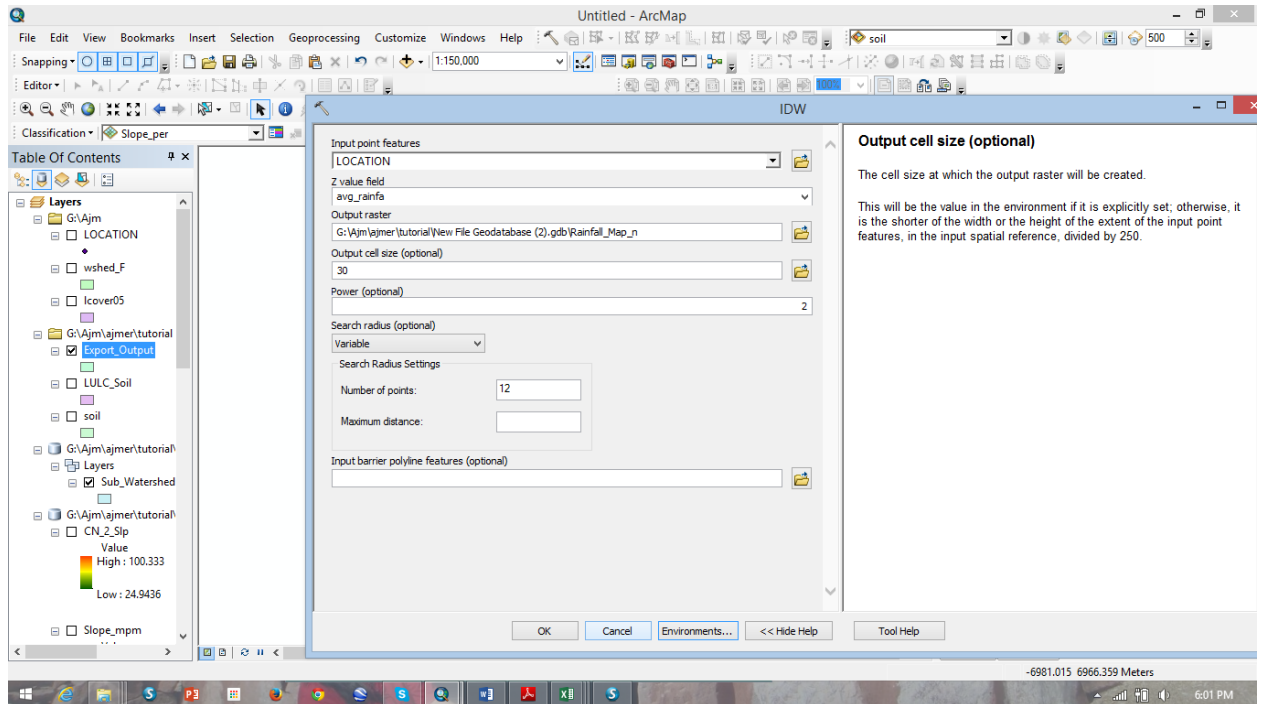 Untitled - ArcMap
File Edit View Bookmarks Insert Selection Geoprocessing Customize Windows Help
soil
500
Snapping
1:150,000
Editor
100%
IDW
Classification
Slope_per
Table Of Contents
Layers
G:\Ajm
LOCATION
wshed_F
lcover05
G:\Ajm\ajmer\tutorial
Export_Output
LULC_Soil
soil
G:\Ajm\ajmer\tutorial\
Layers
Sub_Watershed
G:\Ajm\ajmer\tutorial\
CN_2_Slp
Value
High : 100.333
Low : 24.9436
Slope_mpm
Input point features
LOCATION
Z value field
avg_rainfa
Output raster
G:\Ajm\ajmer\tutorial\New File Geodatabase (2).gdb\Rainfall_Map_n
Output cell size (optional)
30
Power (optional)
2
Search radius (optional)
Variable
Search Radius Settings
Number of points:
12
Maximum distance:
Input barrier polyline features (optional)
OK
Cancel
Environments...
<< Hide Help
Tool Help
Output cell size (optional)
The cell size at which the output raster will be created.
This will be the value in the environment if it is explicitly set; otherwise, it
is the shorter of the width or the height of the extent of the input point
features, in the input spatial reference, divided by 250.
-6981.015 6966.359 Meters
6:01 PM